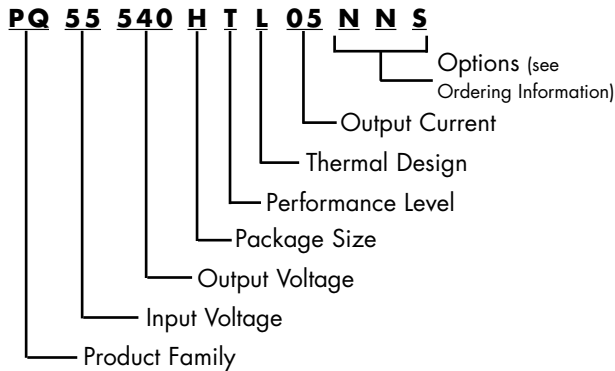 PQ 55 540 H T L 05 N N S
Options (see
Ordering Information)
Output Current
Thermal Design
Performance Level
Package Size
Output Voltage
Input Voltage
Product Family